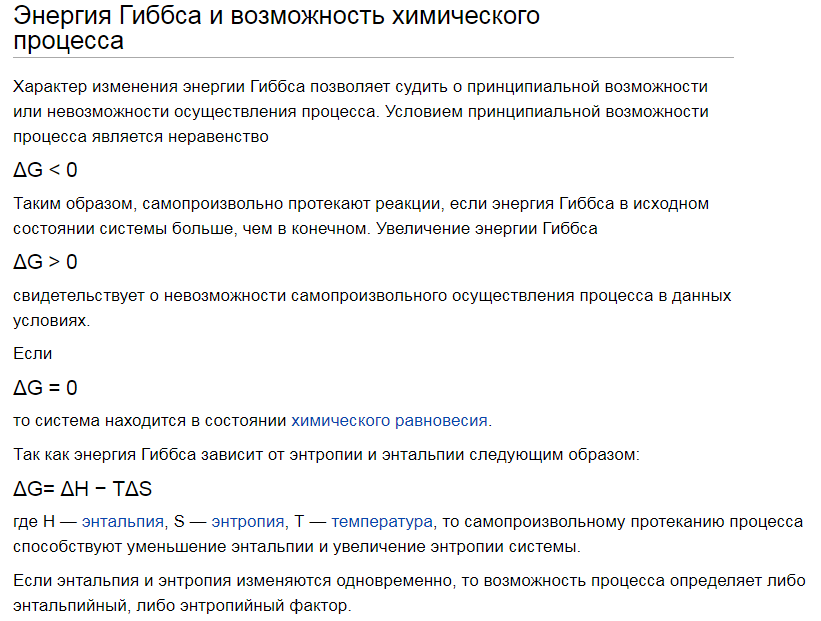 Энергия Гиббса и возможность химического
процесса
Характер изменения энергии Гиббса позволяет судить о принципиальной возможности
или невозможности осуществления процесса. Условием принципиальной возможности
процесса является неравенство
ΔG < 0
Таким образом, самопроизвольно протекают реакции, если энергия Гиббса в исходном
состоянии системы больше, чем в конечном. Увеличение энергии Гиббса
ΔG > 0
свидетельствует о невозможности самопроизвольного осуществления процесса в данных
условиях.
Если
ΔG = 0
то система находится в состоянии химического равновесия.
Так как энергия Гиббса зависит от энтропии и энтальпии следующим образом:
ΔG= ΔH − TΔS
где H — энтальпия, S — энтропия, T — температура, то самопроизвольному протеканию процесса
способствуют уменьшение энтальпии и увеличение энтропии системы.
Если энтальпия и энтропия изменяются одновременно, то возможность процесса определяет либо
энтальпийный, либо энтропийный фактор.